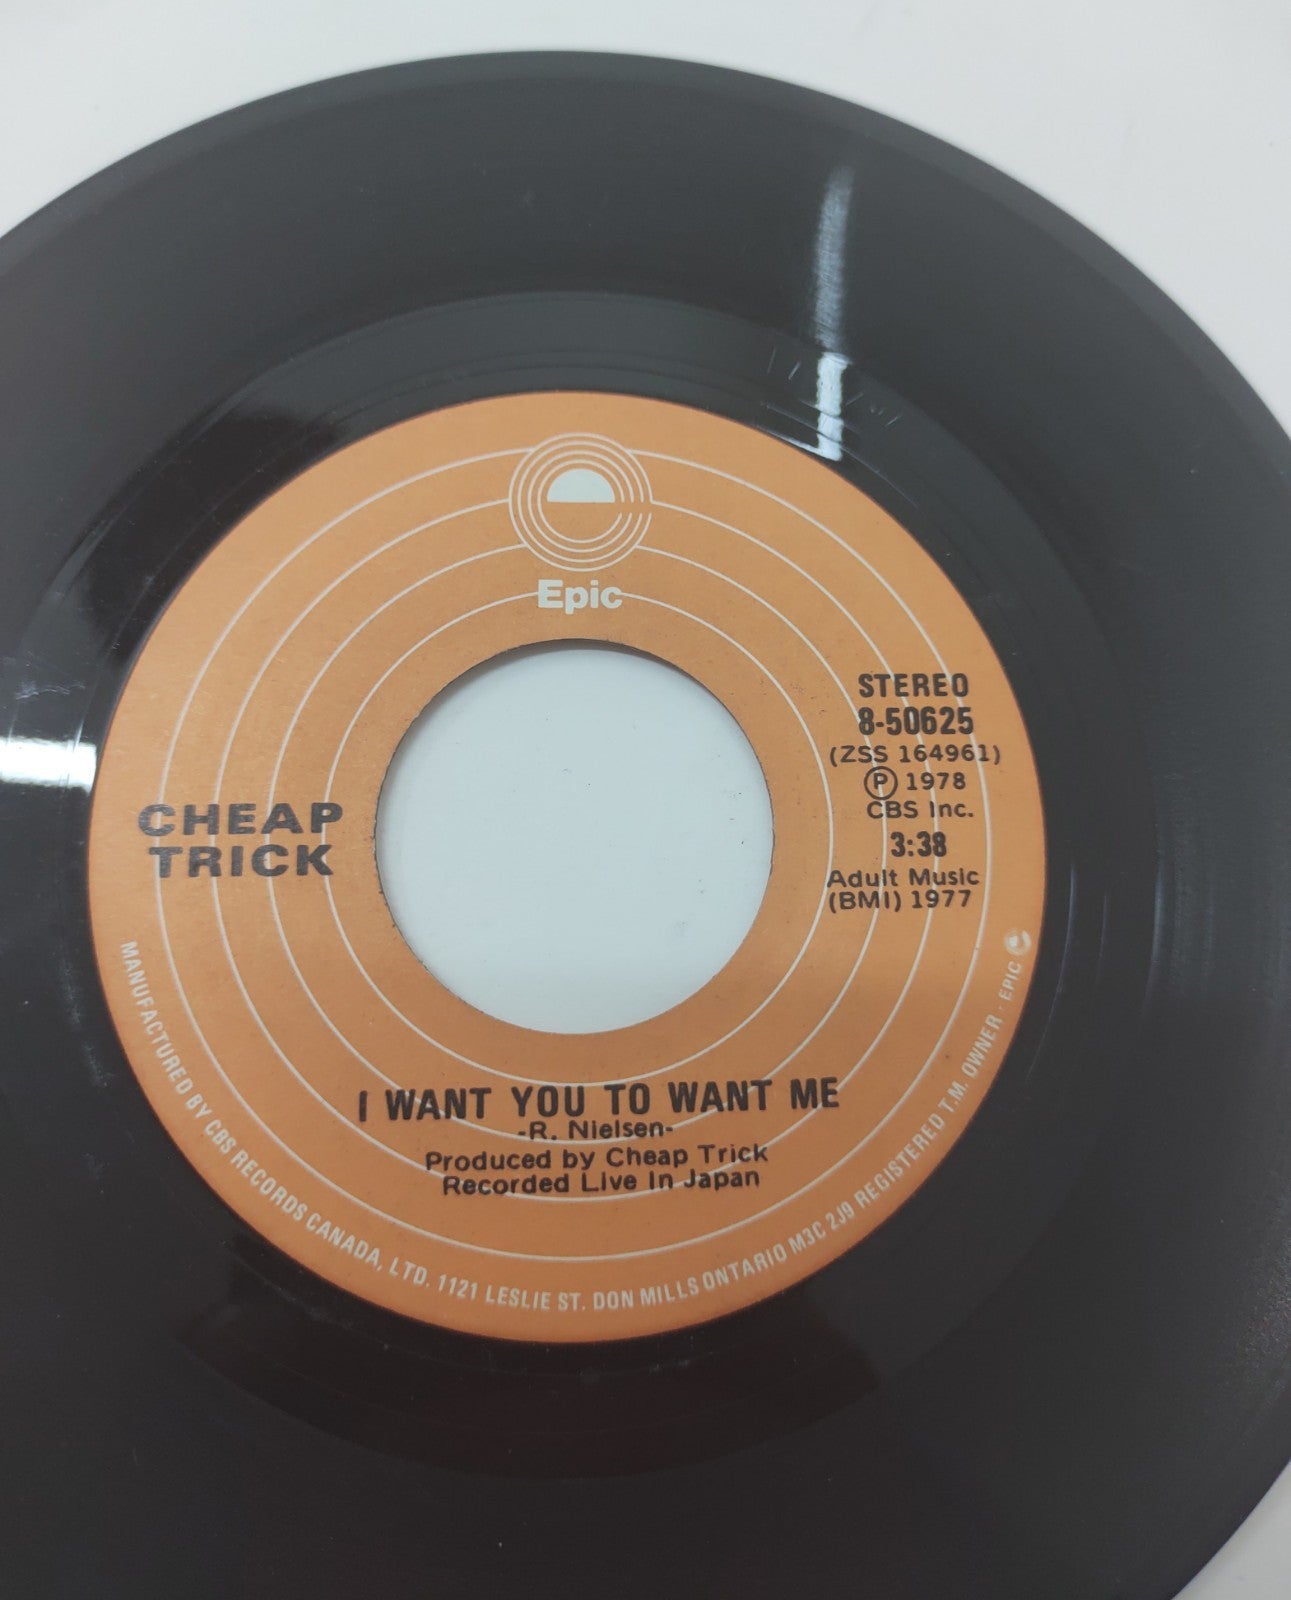 Epic
STEREO
8-50625
(ZSS 164961)
Ⓟ 1978
CBS Inc.
3:38
Adult Music
(BMI) 1977
CHEAP
TRICK
I WANT YOU TO WANT ME
-R. Nielsen-
Produced by Cheap Trick
Recorded Live In Japan
MANUFACTURED BY CBS RECORDS CANADA, LTD. 1121 LESLIE ST. DON MILLS ONTARIO M3C 2J9 REGISTERED T.M. OWNER · EPIC